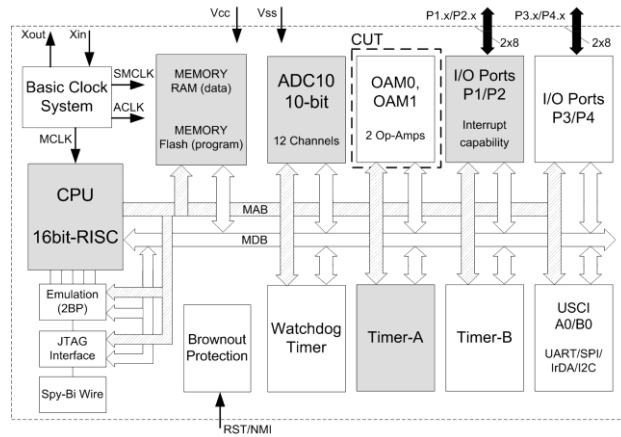 Xout
Xin
Vcc
Vss
P1.x/P2.x
P3.x/P4.x
2x8
2x8
Basic Clock
System
SMCLK
ACLK
MCLK
MEMORY
RAM (data)
MEMORY
Flash (program)
ADC10
10-bit
12 Channels
CUT
OAM0,
OAM1
2 Op-Amps
I/O Ports
P1/P2
Interrupt
capability
I/O Ports
P3/P4
CPU
16bit-RISC
MAB
MDB
Emulation
(2BP)
JTAG
Interface
Spy-Bi Wire
Brownout
Protection
RST/NMI
Watchdog
Timer
Timer-A
Timer-B
USCI
A0/B0
UART/SPI/
IrDA/I2C